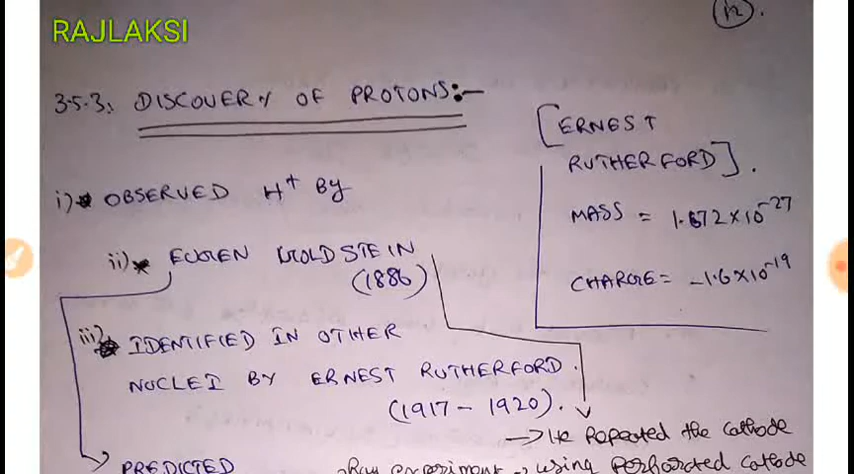 12.
RAJLAKSI
3.5.3: DISCOVERY OF PROTONS:-
[ERNEST
RUTHERFORD].
MASS = 1.672×10⁻²⁷
CHARGE = -1.6×10⁻¹⁹
i) OBSERVED H⁺ By
ii) EUGEN GOLDSTEIN
(1886)
iii) IDENTIFIED IN OTHER
NUCLEI BY ERNEST RUTHERFORD.
(1917 - 1920).
→ He Repeated the cathode
PREDICTED
Ray experiment → using perforated cathode